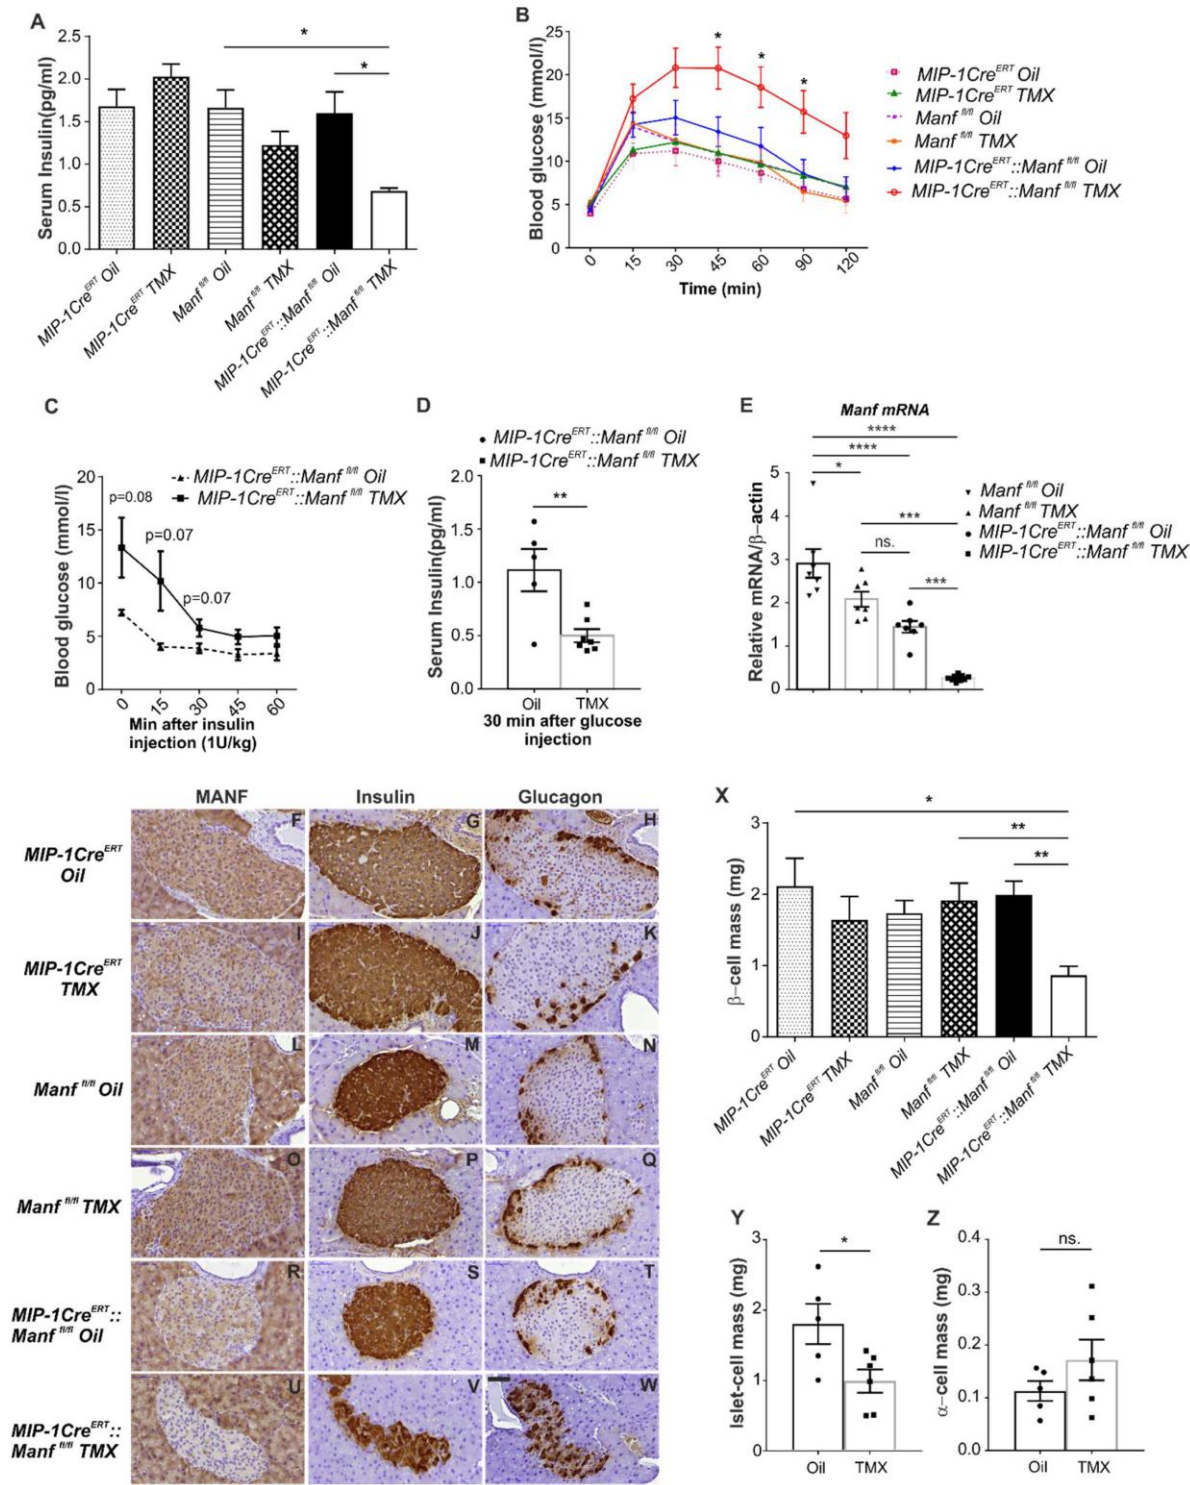 A
Serum Insulin(pg/ml)
2.5
2.0
1.5
1.0
0.5
0.0
*
*
MIP-1Cre^ERT Oil
MIP-1Cre^ERT TMX
Manf^fl/fl Oil
Manf^fl/fl TMX
MIP-1Cre^ERT::Manf^fl/fl Oil
MIP-1Cre^ERT::Manf^fl/fl TMX
B
Blood glucose (mmol/l)
25
20
15
10
5
0
* * *
0 15 30 45 60 90 120
Time (min)
MIP-1Cre^ERT Oil
MIP-1Cre^ERT TMX
Manf^fl/fl Oil
Manf^fl/fl TMX
MIP-1Cre^ERT::Manf^fl/fl Oil
MIP-1Cre^ERT::Manf^fl/fl TMX
C
Blood glucose (mmol/l)
20
15
10
5
0
MIP-1Cre^ERT::Manf^fl/fl Oil
MIP-1Cre^ERT::Manf^fl/fl TMX
p=0.08
p=0.07
p=0.07
0 15 30 45 60
Min after insulin
injection (1U/kg)
D
MIP-1Cre^ERT::Manf^fl/fl Oil
MIP-1Cre^ERT::Manf^fl/fl TMX
Serum Insulin(pg/ml)
2.0
1.5
1.0
0.5
0.0
**
Oil TMX
30 min after glucose
injection
E
Manf mRNA
Relative mRNA/β-actin
5
4
3
2
1
0
****
****
*
***
ns.
***
Manf^fl/fl Oil
Manf^fl/fl TMX
MIP-1Cre^ERT::Manf^fl/fl Oil
MIP-1Cre^ERT::Manf^fl/fl TMX
MANF Insulin Glucagon
MIP-1Cre^ERT
Oil
F G H
MIP-1Cre^ERT
TMX
I J K
Manf^fl/fl Oil
L M N
Manf^fl/fl TMX
O P Q
MIP-1Cre^ERT::
Manf^fl/fl Oil
R S T
MIP-1Cre^ERT::
Manf^fl/fl TMX
U V W
X
β-cell mass (mg)
3
2
1
0
*
**
**
MIP-1Cre^ERT Oil
MIP-1Cre^ERT TMX
Manf^fl/fl Oil
Manf^fl/fl TMX
MIP-1Cre^ERT::Manf^fl/fl Oil
MIP-1Cre^ERT::Manf^fl/fl TMX
Y
Islet-cell mass (mg)
3
2
1
0
*
Oil TMX
Z
α-cell mass (mg)
0.4
0.3
0.2
0.1
0.0
ns.
Oil TMX